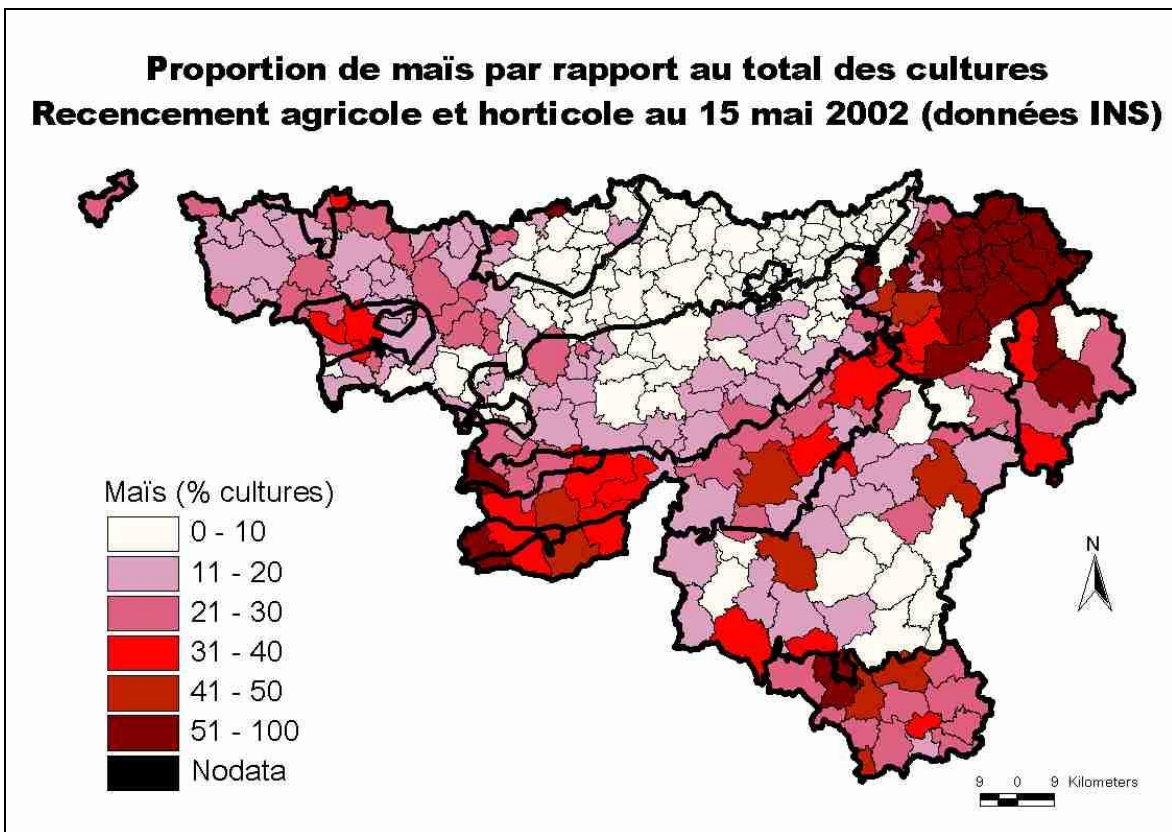 Proportion de maïs par rapport au total des cultures
Recencement agricole et horticole au 15 mai 2002 (données INS)
Maïs (% cultures)
0 - 10
11 - 20
21 - 30
31 - 40
41 - 50
51 - 100
Nodata
N
9 0 9 Kilometers